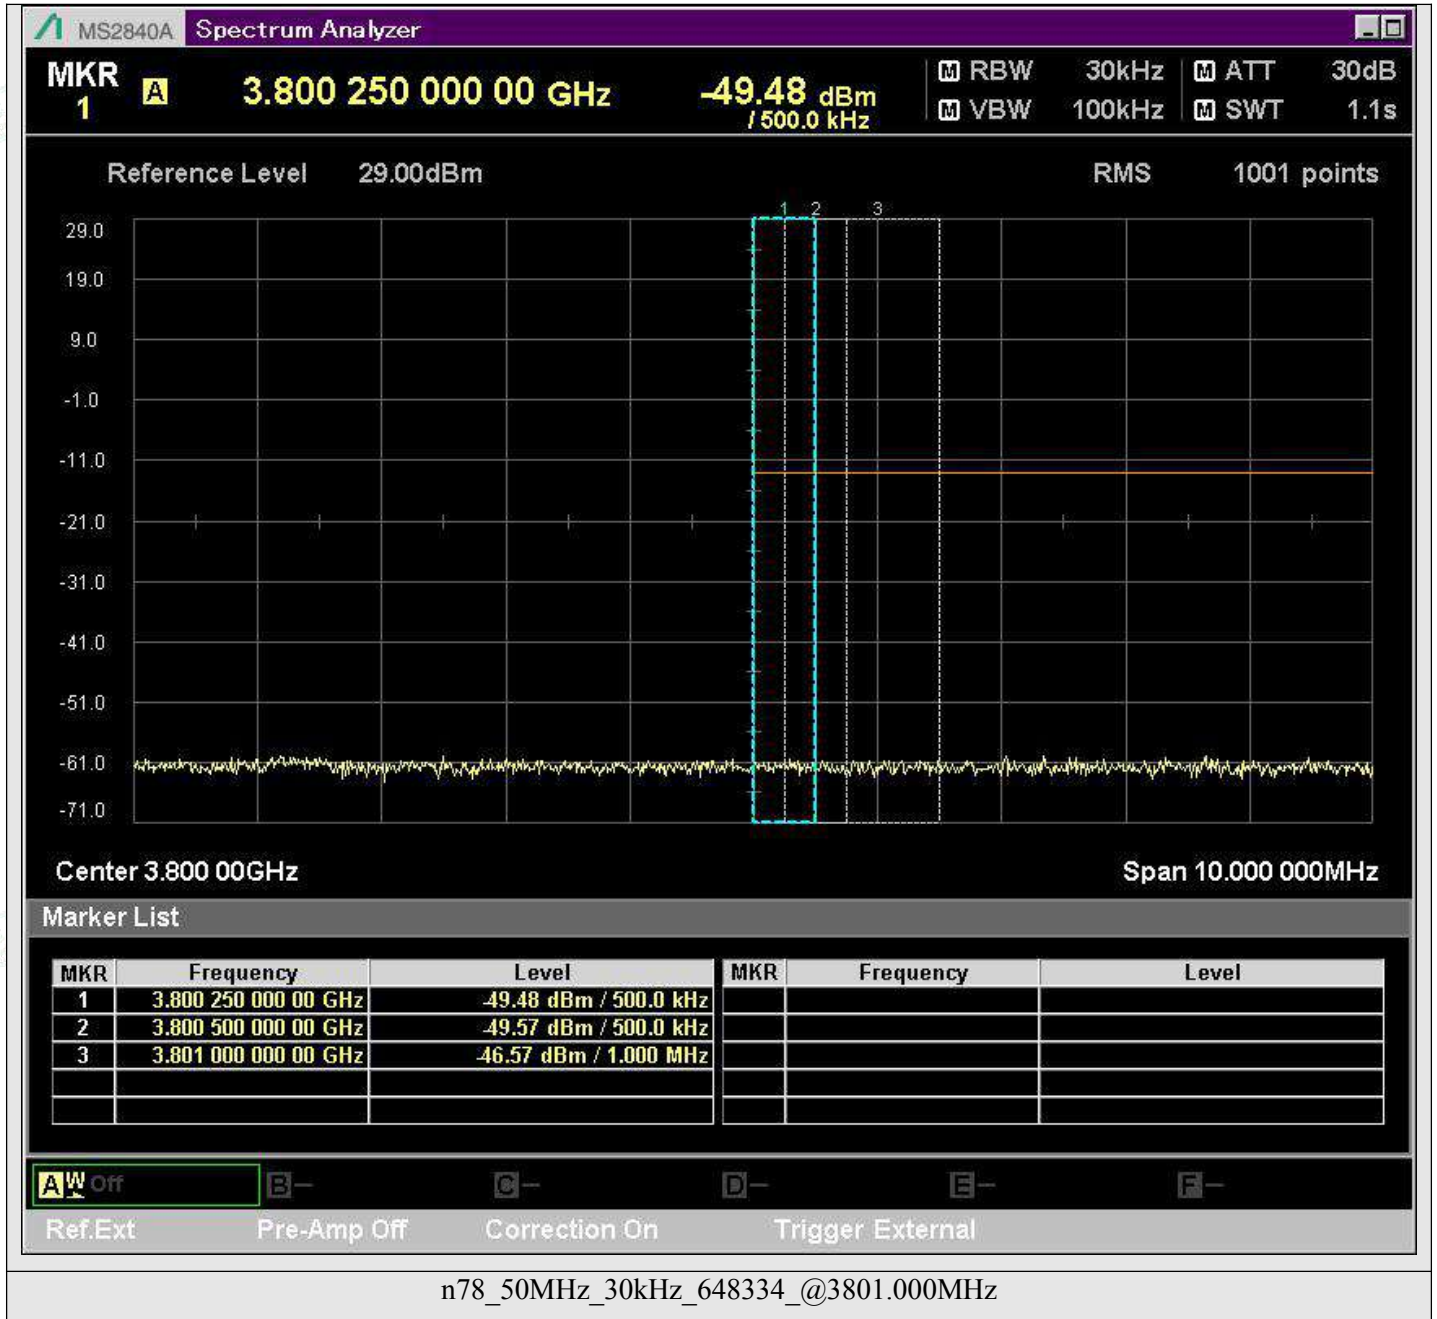 MS2840A Spectrum Analyzer
MKR 1 A 3.800 250 000 00 GHz -49.48 dBm / 500.0 kHz
M RBW 30kHz M ATT 30dB
M VBW 100kHz M SWT 1.1s
Reference Level 29.00dBm RMS 1001 points
1 2 3
29.0
19.0
9.0
-1.0
-11.0
-21.0
-31.0
-41.0
-51.0
-61.0
-71.0
Center 3.800 00GHz Span 10.000 000MHz
Marker List
MKR Frequency Level MKR Frequency Level
1 3.800 250 000 00 GHz -49.48 dBm / 500.0 kHz
2 3.800 500 000 00 GHz -49.57 dBm / 500.0 kHz
3 3.801 000 000 00 GHz -46.57 dBm / 1.000 MHz
A W Off B – C – D – E – F –
Ref.Ext Pre-Amp Off Correction On Trigger External
n78_50MHz_30kHz_648334_@3801.000MHz